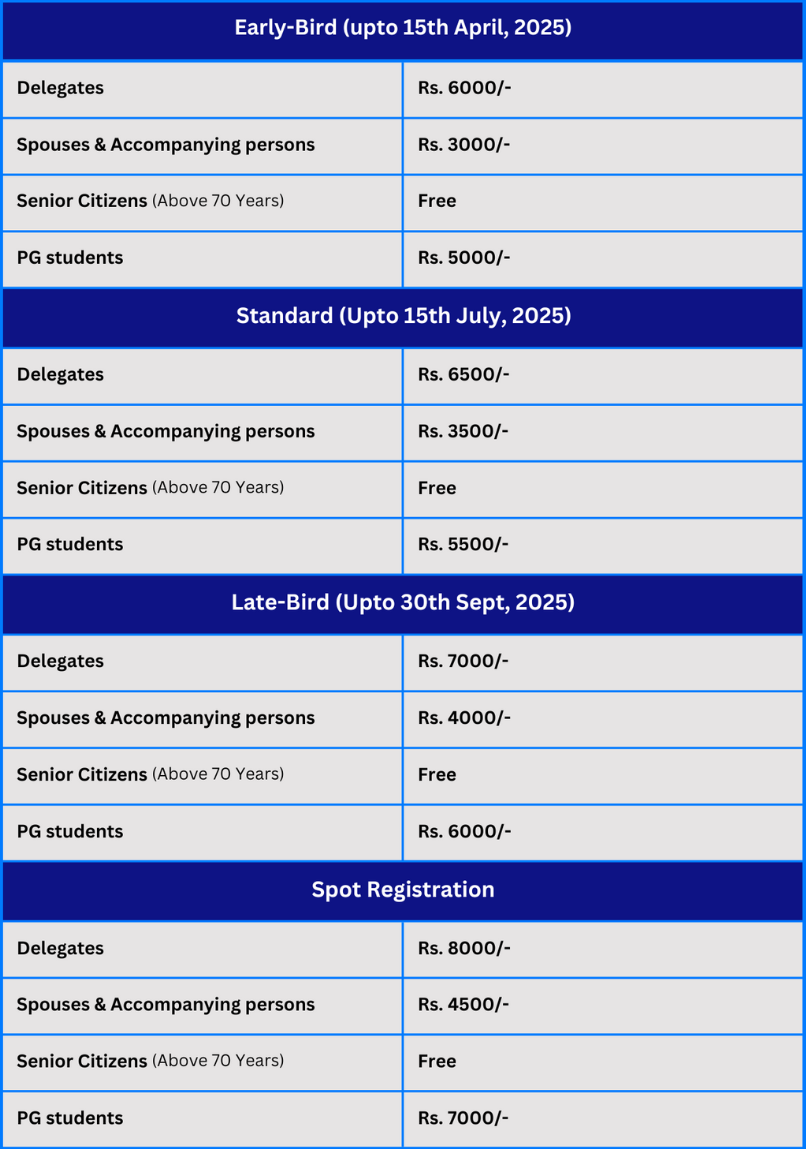 Early-Bird (upto 15th April, 2025)
Delegates Rs. 6000/-
Spouses & Accompanying persons Rs. 3000/-
Senior Citizens (Above 70 Years) Free
PG students Rs. 5000/-
Standard (Upto 15th July, 2025)
Delegates Rs. 6500/-
Spouses & Accompanying persons Rs. 3500/-
Senior Citizens (Above 70 Years) Free
PG students Rs. 5500/-
Late-Bird (Upto 30th Sept, 2025)
Delegates Rs. 7000/-
Spouses & Accompanying persons Rs. 4000/-
Senior Citizens (Above 70 Years) Free
PG students Rs. 6000/-
Spot Registration
Delegates Rs. 8000/-
Spouses & Accompanying persons Rs. 4500/-
Senior Citizens (Above 70 Years) Free
PG students Rs. 7000/-